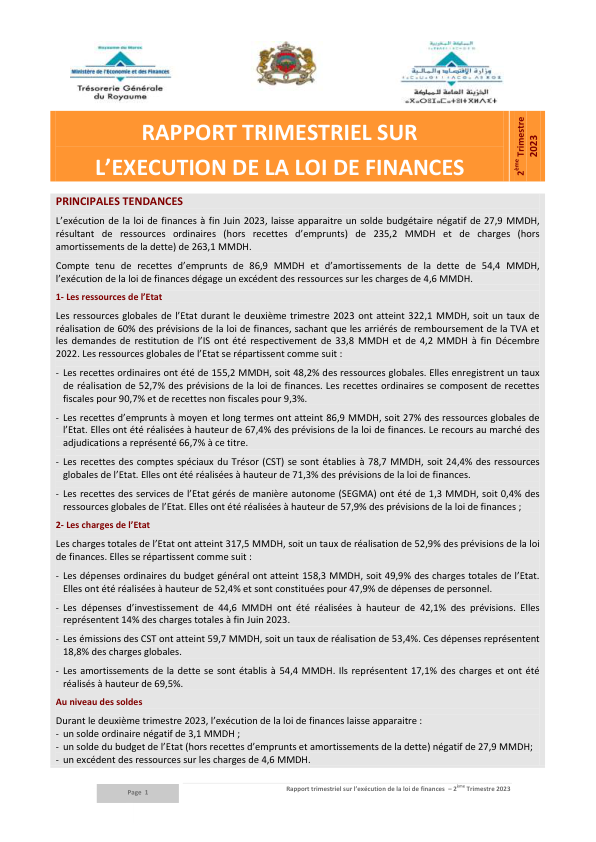 Royaume du Maroc
Ministère de l'Economie et des Finances
Trésorerie Générale
du Royaume
المملكة المغربية
وزارة الاقتصاد والمالية
الخزينة العامة للمملكة
RAPPORT TRIMESTRIEL SUR
L'EXECUTION DE LA LOI DE FINANCES
2ème Trimestre
2023
PRINCIPALES TENDANCES
L'exécution de la loi de finances à fin Juin 2023, laisse apparaitre un solde budgétaire négatif de 27,9 MMDH,
résultant de ressources ordinaires (hors recettes d'emprunts) de 235,2 MMDH et de charges (hors
amortissements de la dette) de 263,1 MMDH.
Compte tenu de recettes d'emprunts de 86,9 MMDH et d'amortissements de la dette de 54,4 MMDH,
l'exécution de la loi de finances dégage un excédent des ressources sur les charges de 4,6 MMDH.
1- Les ressources de l'Etat
Les ressources globales de l'Etat durant le deuxième trimestre 2023 ont atteint 322,1 MMDH, soit un taux de
réalisation de 60% des prévisions de la loi de finances, sachant que les arriérés de remboursement de la TVA et
les demandes de restitution de l'IS ont été respectivement de 33,8 MMDH et de 4,2 MMDH à fin Décembre
2022. Les ressources globales de l'Etat se répartissent comme suit :
- Les recettes ordinaires ont été de 155,2 MMDH, soit 48,2% des ressources globales. Elles enregistrent un taux
de réalisation de 52,7% des prévisions de la loi de finances. Les recettes ordinaires se composent de recettes
fiscales pour 90,7% et de recettes non fiscales pour 9,3%.
- Les recettes d'emprunts à moyen et long termes ont atteint 86,9 MMDH, soit 27% des ressources globales de
l'Etat. Elles ont été réalisées à hauteur de 67,4% des prévisions de la loi de finances. Le recours au marché des
adjudications a représenté 66,7% à ce titre.
- Les recettes des comptes spéciaux du Trésor (CST) se sont établies à 78,7 MMDH, soit 24,4% des ressources
globales de l'Etat. Elles ont été réalisées à hauteur de 71,3% des prévisions de la loi de finances.
- Les recettes des services de l'Etat gérés de manière autonome (SEGMA) ont été de 1,3 MMDH, soit 0,4% des
ressources globales de l'Etat. Elles ont été réalisées à hauteur de 57,9% des prévisions de la loi de finances ;
2- Les charges de l'Etat
Les charges totales de l'Etat ont atteint 317,5 MMDH, soit un taux de réalisation de 52,9% des prévisions de la loi
de finances. Elles se répartissent comme suit :
- Les dépenses ordinaires du budget général ont atteint 158,3 MMDH, soit 49,9% des charges totales de l'Etat.
Elles ont été réalisées à hauteur de 52,4% et sont constituées pour 47,9% de dépenses de personnel.
- Les dépenses d'investissement de 44,6 MMDH ont été réalisées à hauteur de 42,1% des prévisions. Elles
représentent 14% des charges totales à fin Juin 2023.
- Les émissions des CST ont atteint 59,7 MMDH, soit un taux de réalisation de 53,4%. Ces dépenses représentent
18,8% des charges globales.
- Les amortissements de la dette se sont établis à 54,4 MMDH. Ils représentent 17,1% des charges et ont été
réalisés à hauteur de 69,5%.
Au niveau des soldes
Durant le deuxième trimestre 2023, l'exécution de la loi de finances laisse apparaitre :
- un solde ordinaire négatif de 3,1 MMDH ;
- un solde du budget de l'Etat (hors recettes d'emprunts et amortissements de la dette) négatif de 27,9 MMDH;
- un excédent des ressources sur les charges de 4,6 MMDH.
Page 1
Rapport trimestriel sur l'exécution de la loi de finances – 2ème Trimestre 2023